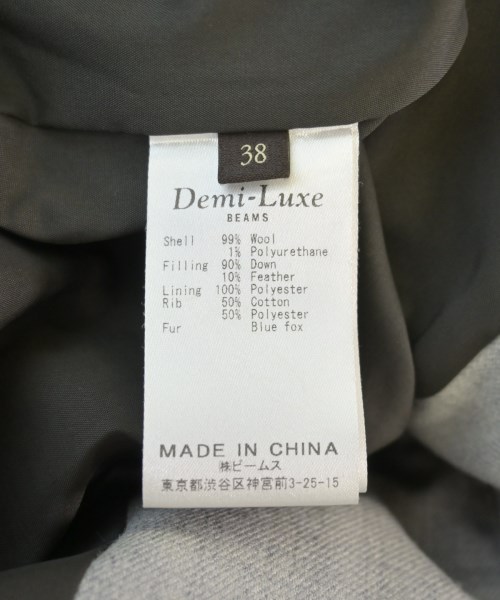 38
Demi-Luxe
BEAMS
Shell 99% Wool
1% Polyurethane
Filling 90% Down
10% Feather
Lining 100% Polyester
Rib 50% Cotton
50% Polyester
Fur Blue fox
MADE IN CHINA
㈱ビームス
東京都渋谷区神宮前3-25-15